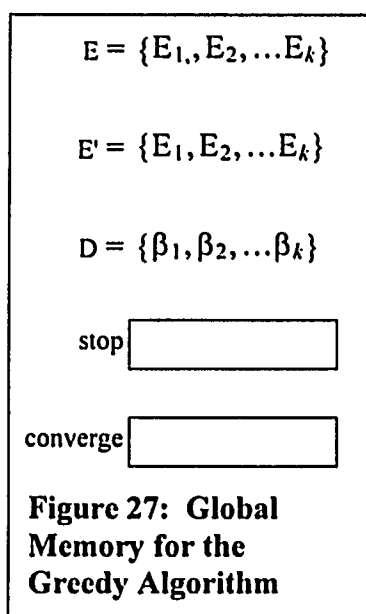 E = {E₁,, E₂, ...Eₖ}
E' = {E₁, E₂, ...Eₖ}
D = {β₁, β₂, ...βₖ}
stop
converge
Figure 27: Global
Memory for the
Greedy Algorithm